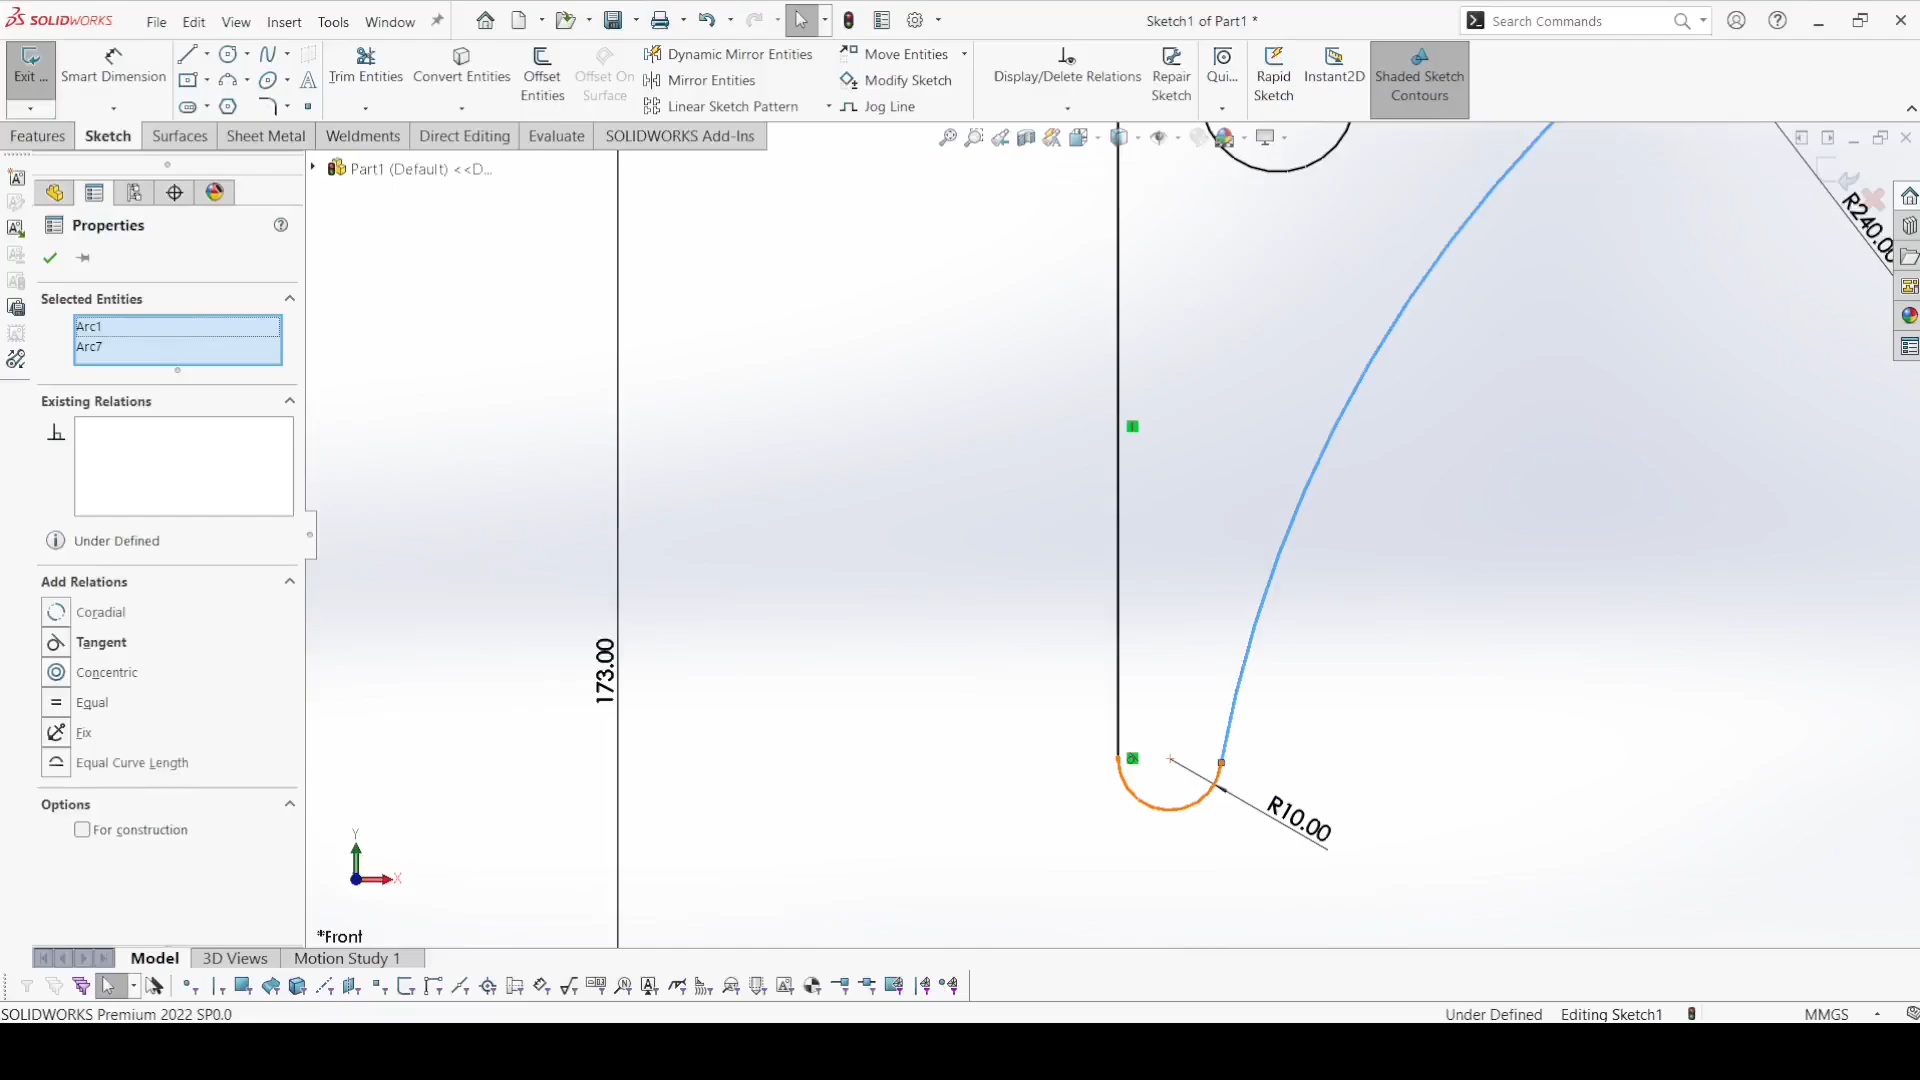 SOLIDWORKS
File Edit View Insert Tools Window
Sketch1 of Part1 *
Search Commands
Exit ...
Smart Dimension
Trim Entities
Convert Entities
Offset Entities
Offset On Surface
Dynamic Mirror Entities
Mirror Entities
Linear Sketch Pattern
Move Entities
Modify Sketch
Jog Line
Display/Delete Relations
Repair Sketch
Qui...
Rapid Sketch
Instant2D
Shaded Sketch Contours
Features Sketch Surfaces Sheet Metal Weldments Direct Editing Evaluate SOLIDWORKS Add-Ins
Part1 (Default) <<D...
Properties
Selected Entities
Arc1
Arc7
Existing Relations
Under Defined
Add Relations
Coradial
Tangent
Concentric
Equal
Fix
Equal Curve Length
Options
For construction
173.00
R10.00
R240.00
Y
X
*Front
Model 3D Views Motion Study 1
SOLIDWORKS Premium 2022 SP0.0
Under Defined Editing Sketch1 MMGS